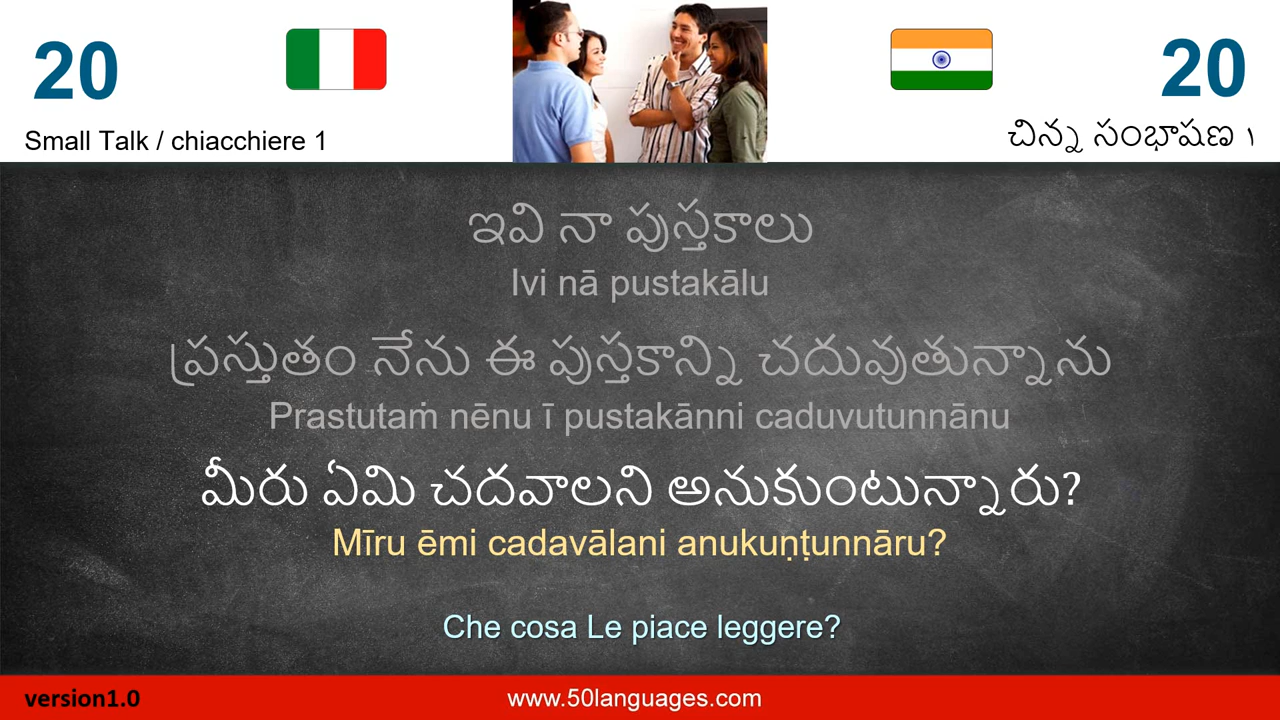 20
20
Small Talk / chiacchiere 1
చిన్న సంభాషణ ౹
ఇవి నా పుస్తకాలు
Ivi nā pustakālu
ప్రస్తుతం నేను ఈ పుస్తకాన్ని చదువుతున్నాను
Prastutaṁ nēnu ī pustakānni caduvutunnānu
మీరు ఏమి చదవాలని అనుకుంటున్నారు?
Mīru ēmi cadavālani anukuṇṭunnāru?
Che cosa Le piace leggere?
version1.0
www.50languages.com